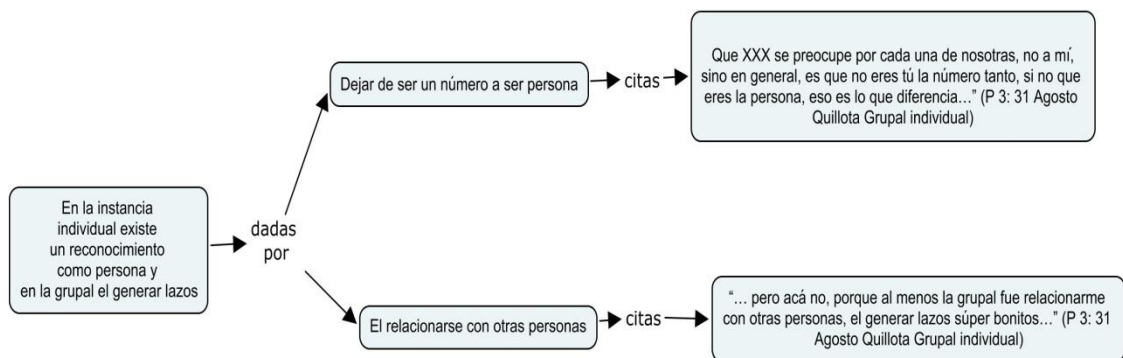 En la instancia
individual existe
un reconocimiento
como persona y
en la grupal el generar lazos
dadas
por
Dejar de ser un número a ser persona
citas
Que XXX se preocupe por cada una de nosotras, no a mí,
sino en general, es que no eres tú la número tanto, si no que
eres la persona, eso es lo que diferencia…” (P 3: 31 Agosto
Quillota Grupal individual)
El relacionarse con otras personas
citas
“… pero acá no, porque al menos la grupal fue relacionarme
con otras personas, el generar lazos súper bonitos…” (P 3: 31
Agosto Quillota Grupal individual)